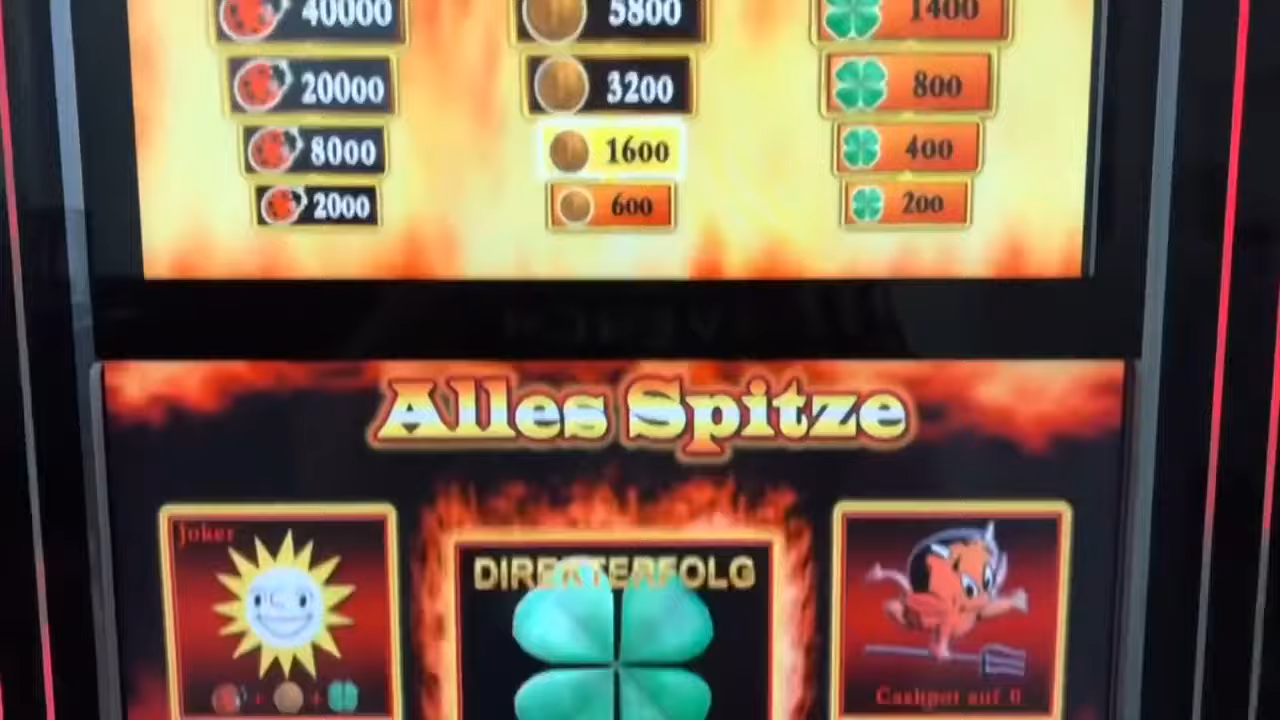 40000 5800 1400
20000 3200 800
8000 1600 400
2000 600 200
Alles Spitze
Joker
DIREKTERFOLG
+ +
Cashpot auf 0